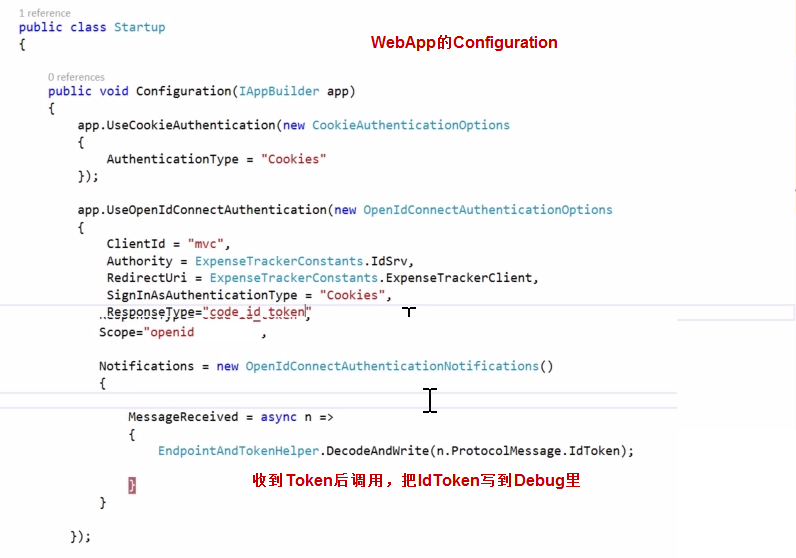 1 reference
public class Startup
{
WebApp的Configuration
0 references
public void Configuration(IAppBuilder app)
{
app.UseCookieAuthentication(new CookieAuthenticationOptions
{
AuthenticationType = "Cookies"
});
app.UseOpenIdConnectAuthentication(new OpenIdConnectAuthenticationOptions
{
ClientId = "mvc",
Authority = ExpenseTrackerConstants.IdSrv,
RedirectUri = ExpenseTrackerConstants.ExpenseTrackerClient,
SignInAsAuthenticationType = "Cookies",
ResponseType="code id_token",
Scope="openid ,
Notifications = new OpenIdConnectAuthenticationNotifications()
{
MessageReceived = async n =>
{
EndpointAndTokenHelper.DecodeAndWrite(n.ProtocolMessage.IdToken);
}
收到Token后调用，把IdToken写到Debug里
}
});